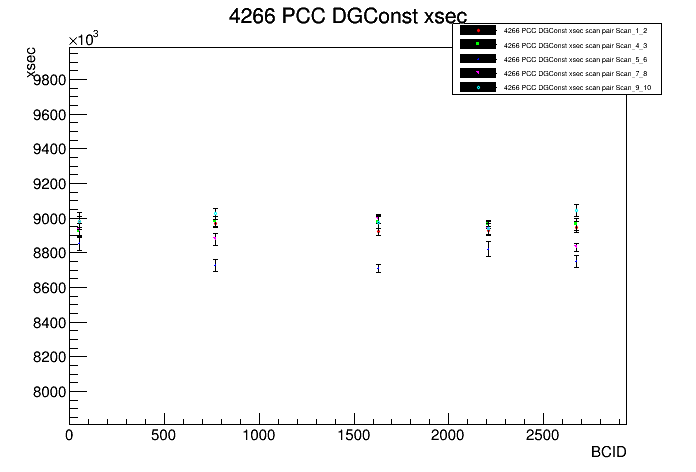 4266 PCC DGConst xsec
4266 PCC DGConst xsec scan pair Scan_1_2
4266 PCC DGConst xsec scan pair Scan_4_3
4266 PCC DGConst xsec scan pair Scan_5_6
4266 PCC DGConst xsec scan pair Scan_7_8
4266 PCC DGConst xsec scan pair Scan_9_10
×10³
xsec
9800
9600
9400
9200
9000
8800
8600
8400
8200
8000
0 500 1000 1500 2000 2500
BCID